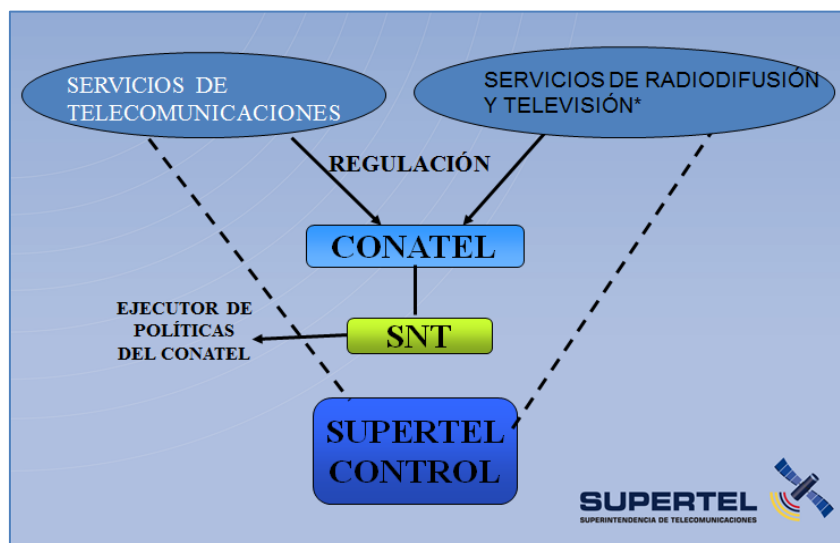 SERVICIOS DE
TELECOMUNICACIONES
SERVICIOS DE RADIODIFUSIÓN
Y TELEVISIÓN*
REGULACIÓN
CONATEL
EJECUTOR DE
POLÍTICAS
DEL CONATEL
SNT
SUPERTEL
CONTROL
SUPERTEL
SUPERINTENDENCIA DE TELECOMUNICACIONES